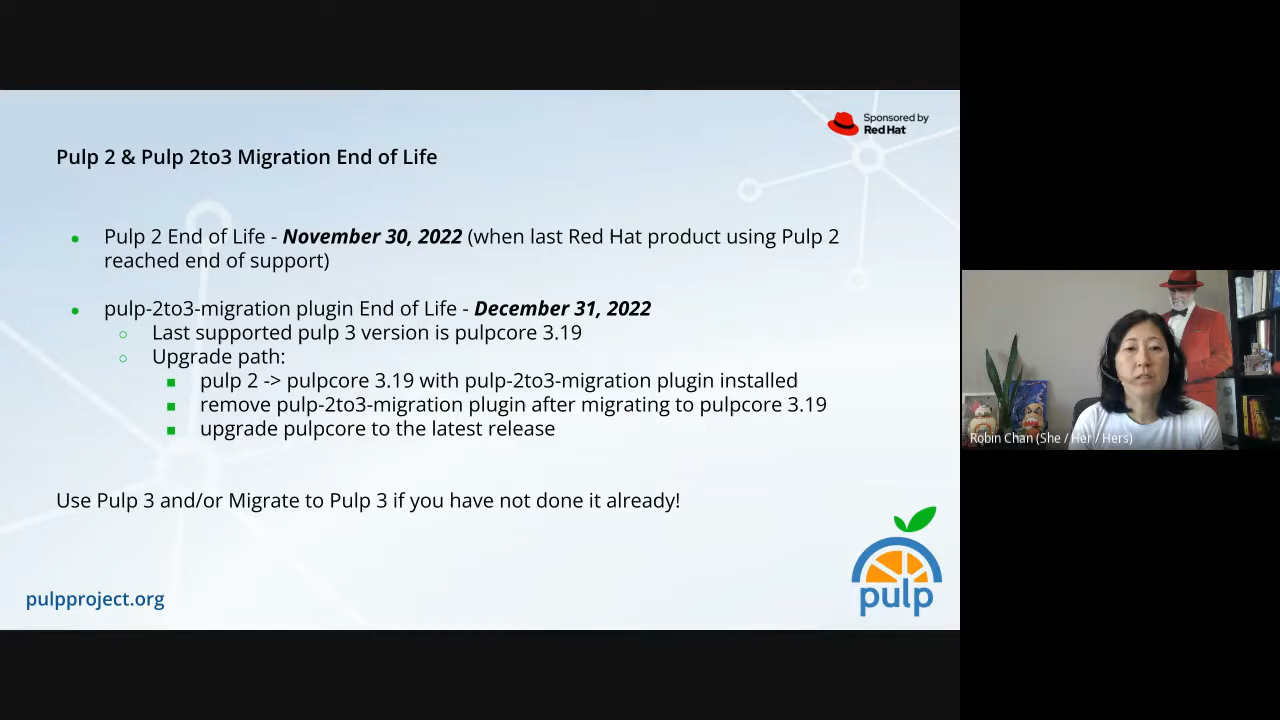 Sponsored by
Red Hat
Pulp 2 & Pulp 2to3 Migration End of Life
Pulp 2 End of Life - November 30, 2022 (when last Red Hat product using Pulp 2
reached end of support)
pulp-2to3-migration plugin End of Life - December 31, 2022
Last supported pulp 3 version is pulpcore 3.19
Upgrade path:
pulp 2 -> pulpcore 3.19 with pulp-2to3-migration plugin installed
remove pulp-2to3-migration plugin after migrating to pulpcore 3.19
upgrade pulpcore to the latest release
Use Pulp 3 and/or Migrate to Pulp 3 if you have not done it already!
pulpproject.org
pulp
Robin Chan (She / Her / Hers)